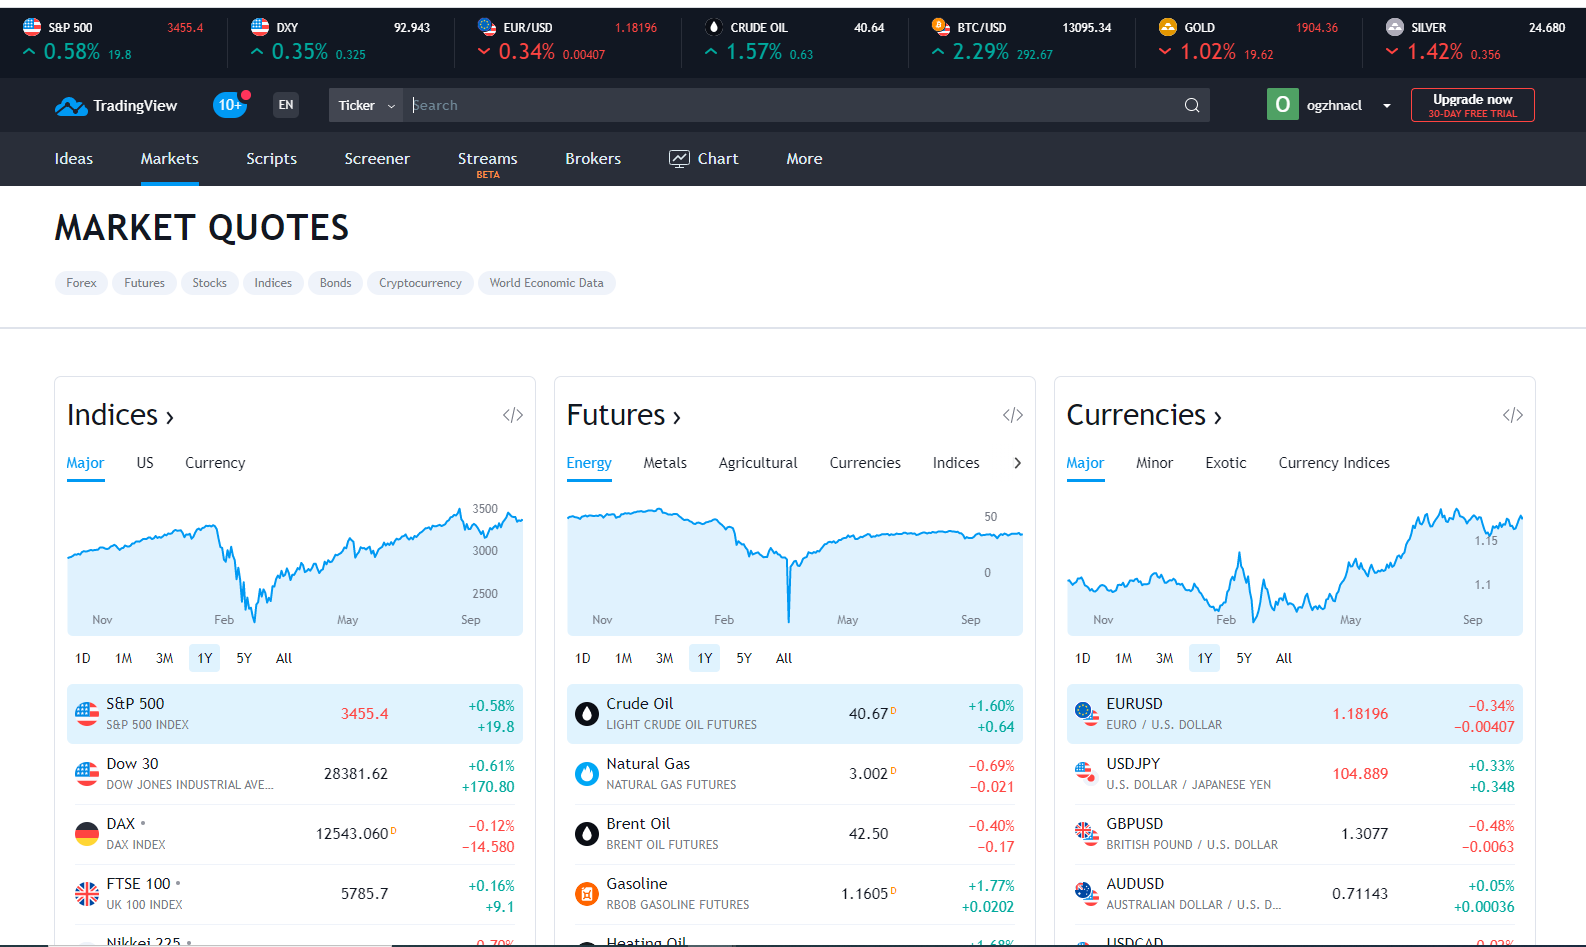 S&P 500 3455.4
0.58% 19.8
DXY 92.943
0.35% 0.325
EUR/USD 1.18196
0.34% 0.00407
CRUDE OIL 40.64
1.57% 0.63
BTC/USD 13095.34
2.29% 292.67
GOLD 1904.36
1.02% 19.62
SILVER 24.680
1.42% 0.356
TradingView 10+ EN Ticker Search O ogzhnacl Upgrade now
30-DAY FREE TRIAL
Ideas Markets Scripts Screener Streams Brokers Chart More
BETA
MARKET QUOTES
Forex Futures Stocks Indices Bonds Cryptocurrency World Economic Data
Indices › </>
Major US Currency
3500
3000
2500
Nov Feb May Sep
1D 1M 3M 1Y 5Y All
S&P 500 3455.4 +0.58%
S&P 500 INDEX +19.8
Dow 30 28381.62 +0.61%
DOW JONES INDUSTRIAL AVE... +170.80
DAX • 12543.060 D −0.12%
DAX INDEX −14.580
FTSE 100 • 5785.7 +0.16%
UK 100 INDEX +9.1
Nikkei 225 • −0.70%
Futures › </>
Energy Metals Agricultural Currencies Indices
50
0
Nov Feb May Sep
1D 1M 3M 1Y 5Y All
Crude Oil 40.67 D +1.60%
LIGHT CRUDE OIL FUTURES +0.64
Natural Gas 3.002 D −0.69%
NATURAL GAS FUTURES −0.021
Brent Oil 42.50 −0.40%
BRENT OIL FUTURES −0.17
Gasoline 1.1605 D +1.77%
RBOB GASOLINE FUTURES +0.0202
Heating Oil +1.68%
Currencies › </>
Major Minor Exotic Currency Indices
1.15
1.1
Nov Feb May Sep
1D 1M 3M 1Y 5Y All
EURUSD 1.18196 −0.34%
EURO / U.S. DOLLAR −0.00407
USDJPY 104.889 +0.33%
U.S. DOLLAR / JAPANESE YEN +0.348
GBPUSD 1.3077 −0.48%
BRITISH POUND / U.S. DOLLAR −0.0063
AUDUSD 0.71143 +0.05%
AUSTRALIAN DOLLAR / U.S. D... +0.00036
USDCAD